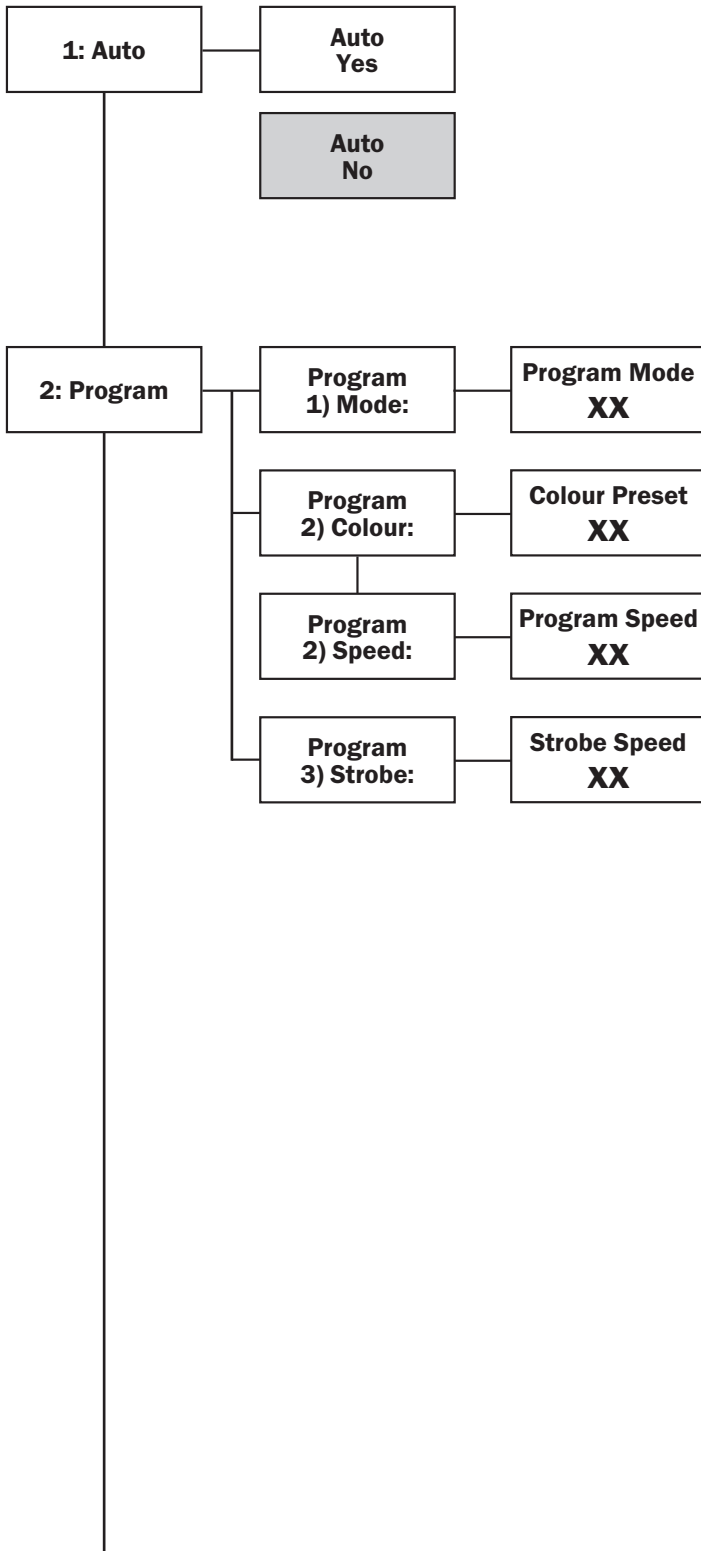 1: Auto
Auto
Yes
Auto
No
2: Program
Program
1) Mode:
Program Mode
XX
Program
2) Colour:
Colour Preset
XX
Program
2) Speed:
Program Speed
XX
Program
3) Strobe:
Strobe Speed
XX